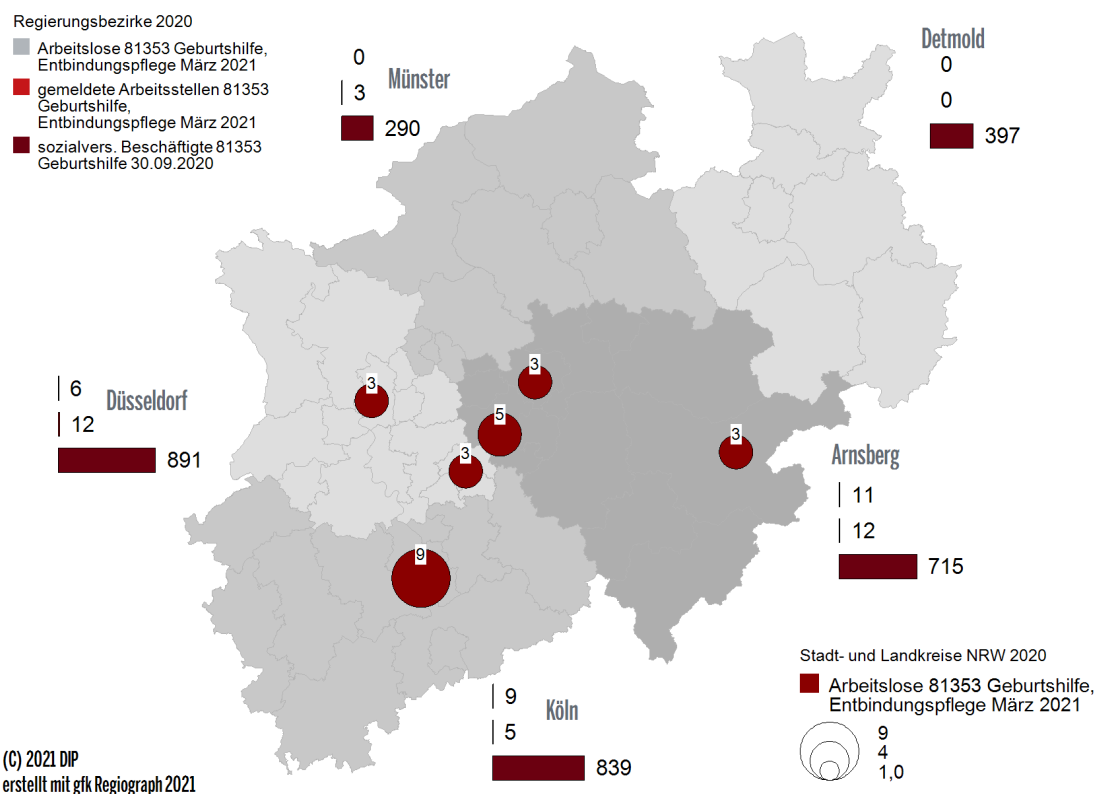 Regierungsbezirke 2020
Arbeitslose 81353 Geburtshilfe,
Entbindungspflege März 2021
gemeldete Arbeitsstellen 81353
Geburtshilfe,
Entbindungspflege März 2021
sozialvers. Beschäftigte 81353
Geburtshilfe 30.09.2020
Münster
0
3
290
Detmold
0
0
397
Düsseldorf
6
12
891
3
3
5
3
3
9
Arnsberg
11
12
715
Köln
9
5
839
Stadt- und Landkreise NRW 2020
Arbeitslose 81353 Geburtshilfe,
Entbindungspflege März 2021
9
4
1,0
(C) 2021 DIP
erstellt mit gfk Regiograph 2021